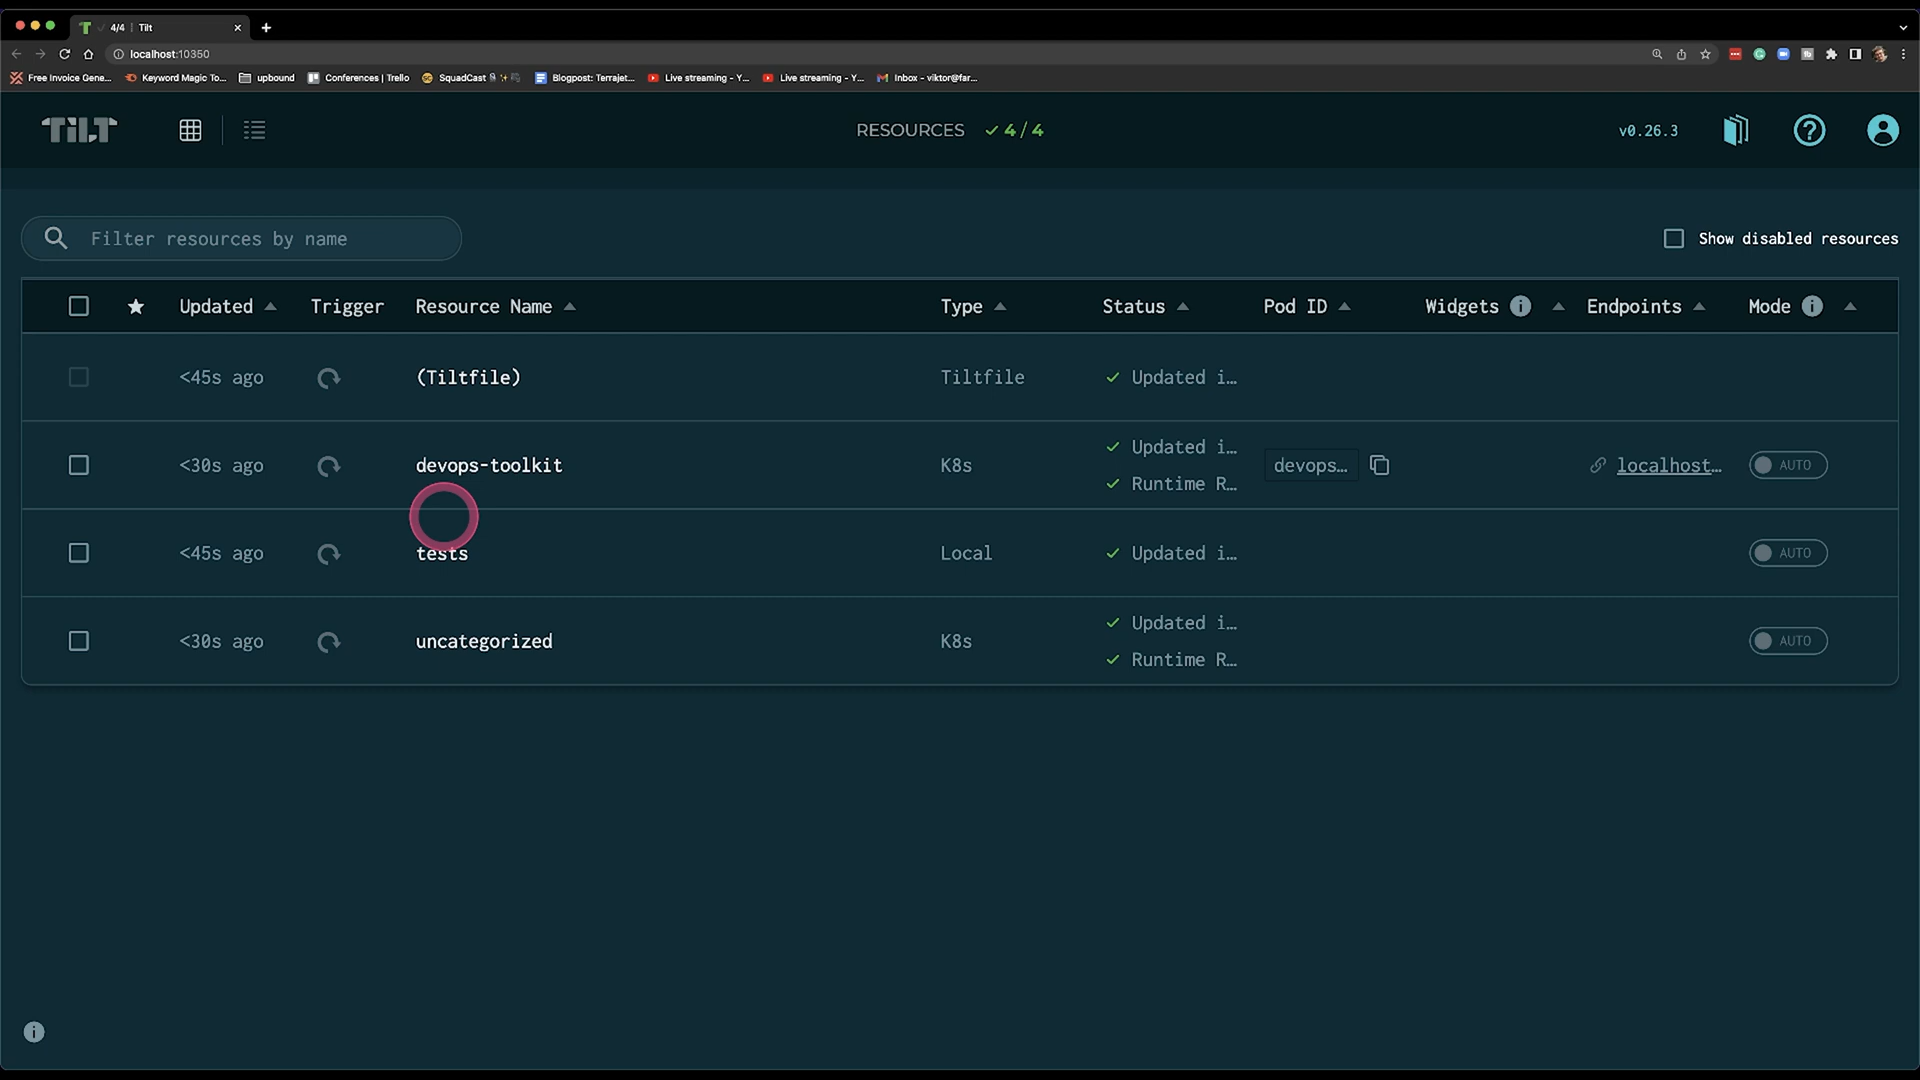 4/4 | Tilt
localhost:10350
Free Invoice Gene... Keyword Magic To... upbound Conferences | Trello SquadCast Blogpost: Terrajet... Live streaming - Y... Live streaming - Y... Inbox - viktor@far...
TILT RESOURCES 4/4 v0.26.3
Filter resources by name Show disabled resources
Updated Trigger Resource Name Type Status Pod ID Widgets Endpoints Mode
<45s ago (Tiltfile) Tiltfile Updated i…
<30s ago devops-toolkit K8s Updated i… Runtime R… devops… localhost… AUTO
<45s ago tests Local Updated i… AUTO
<30s ago uncategorized K8s Updated i… Runtime R… AUTO